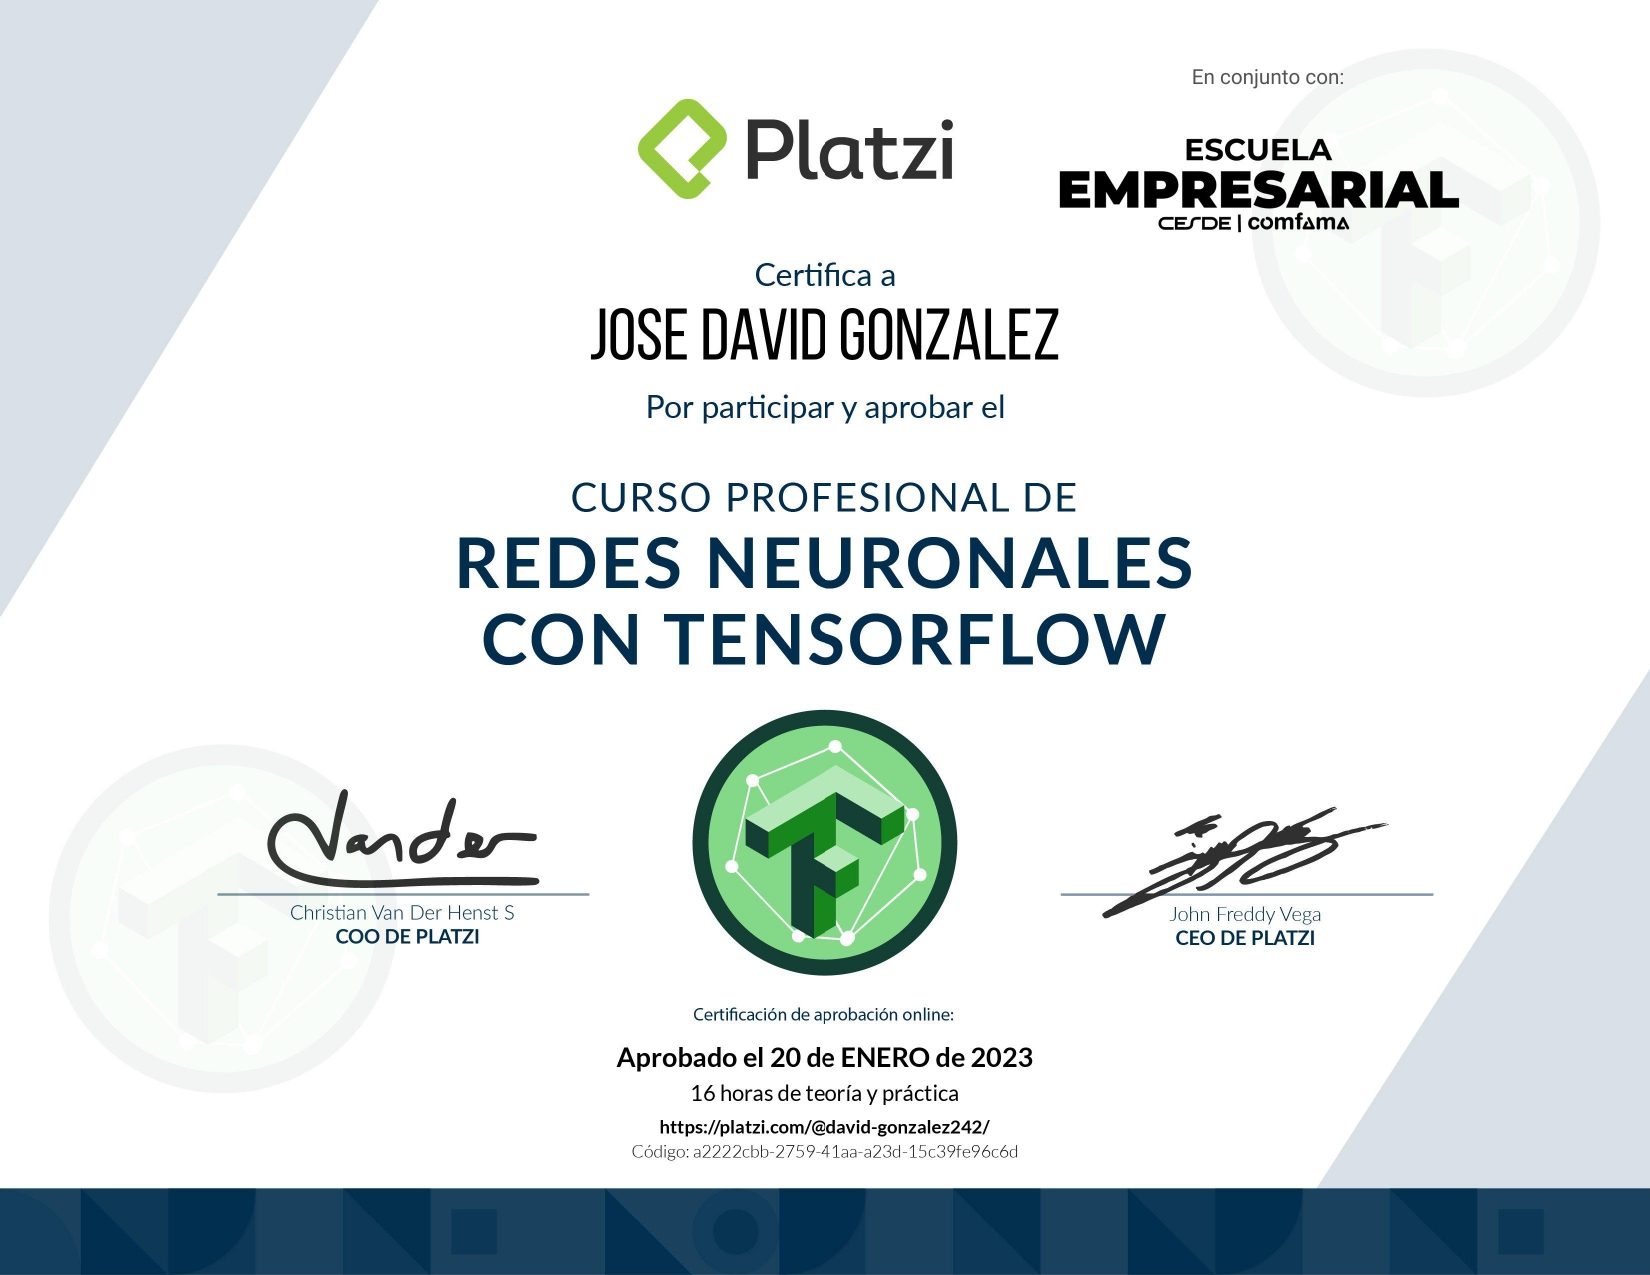 En conjunto con:
Platzi
ESCUELA
EMPRESARIAL
CESDE | comfama
Certifica a
JOSE DAVID GONZALEZ
Por participar y aprobar el
CURSO PROFESIONAL DE
REDES NEURONALES
CON TENSORFLOW
Vander
Christian Van Der Henst S
COO DE PLATZI
John Freddy Vega
CEO DE PLATZI
Certificación de aprobación online:
Aprobado el 20 de ENERO de 2023
16 horas de teoría y práctica
https://platzi.com/@david-gonzalez242/
Código: a2222cbb-2759-41aa-a23d-15c39fe96c6d